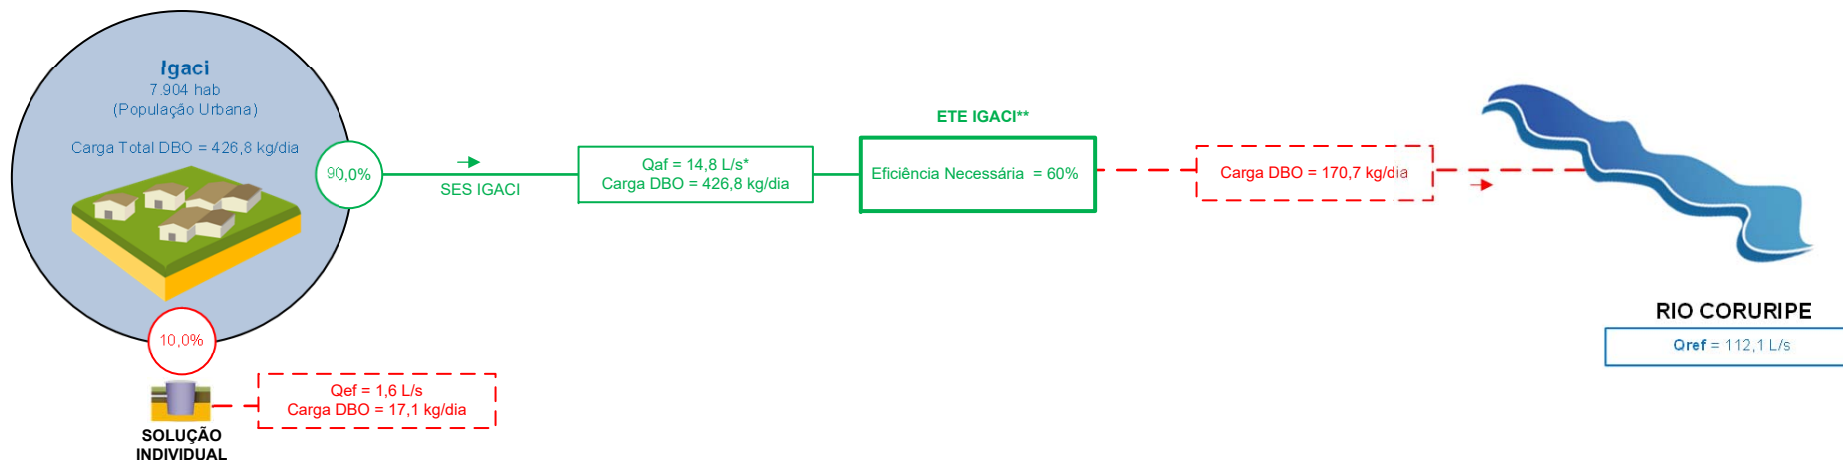 Igaci
7.904 hab
(População Urbana)
Carga Total DBO = 426,8 kg/dia
90,0%
SES IGACI
Qaf = 14,8 L/s*
Carga DBO = 426,8 kg/dia
ETE IGACI**
Eficiência Necessária = 60%
Carga DBO = 170,7 kg/dia
RIO CORURIPE
Qref = 112,1 L/s
10,0%
Qef = 1,6 L/s
Carga DBO = 17,1 kg/dia
SOLUÇÃO
INDIVIDUAL